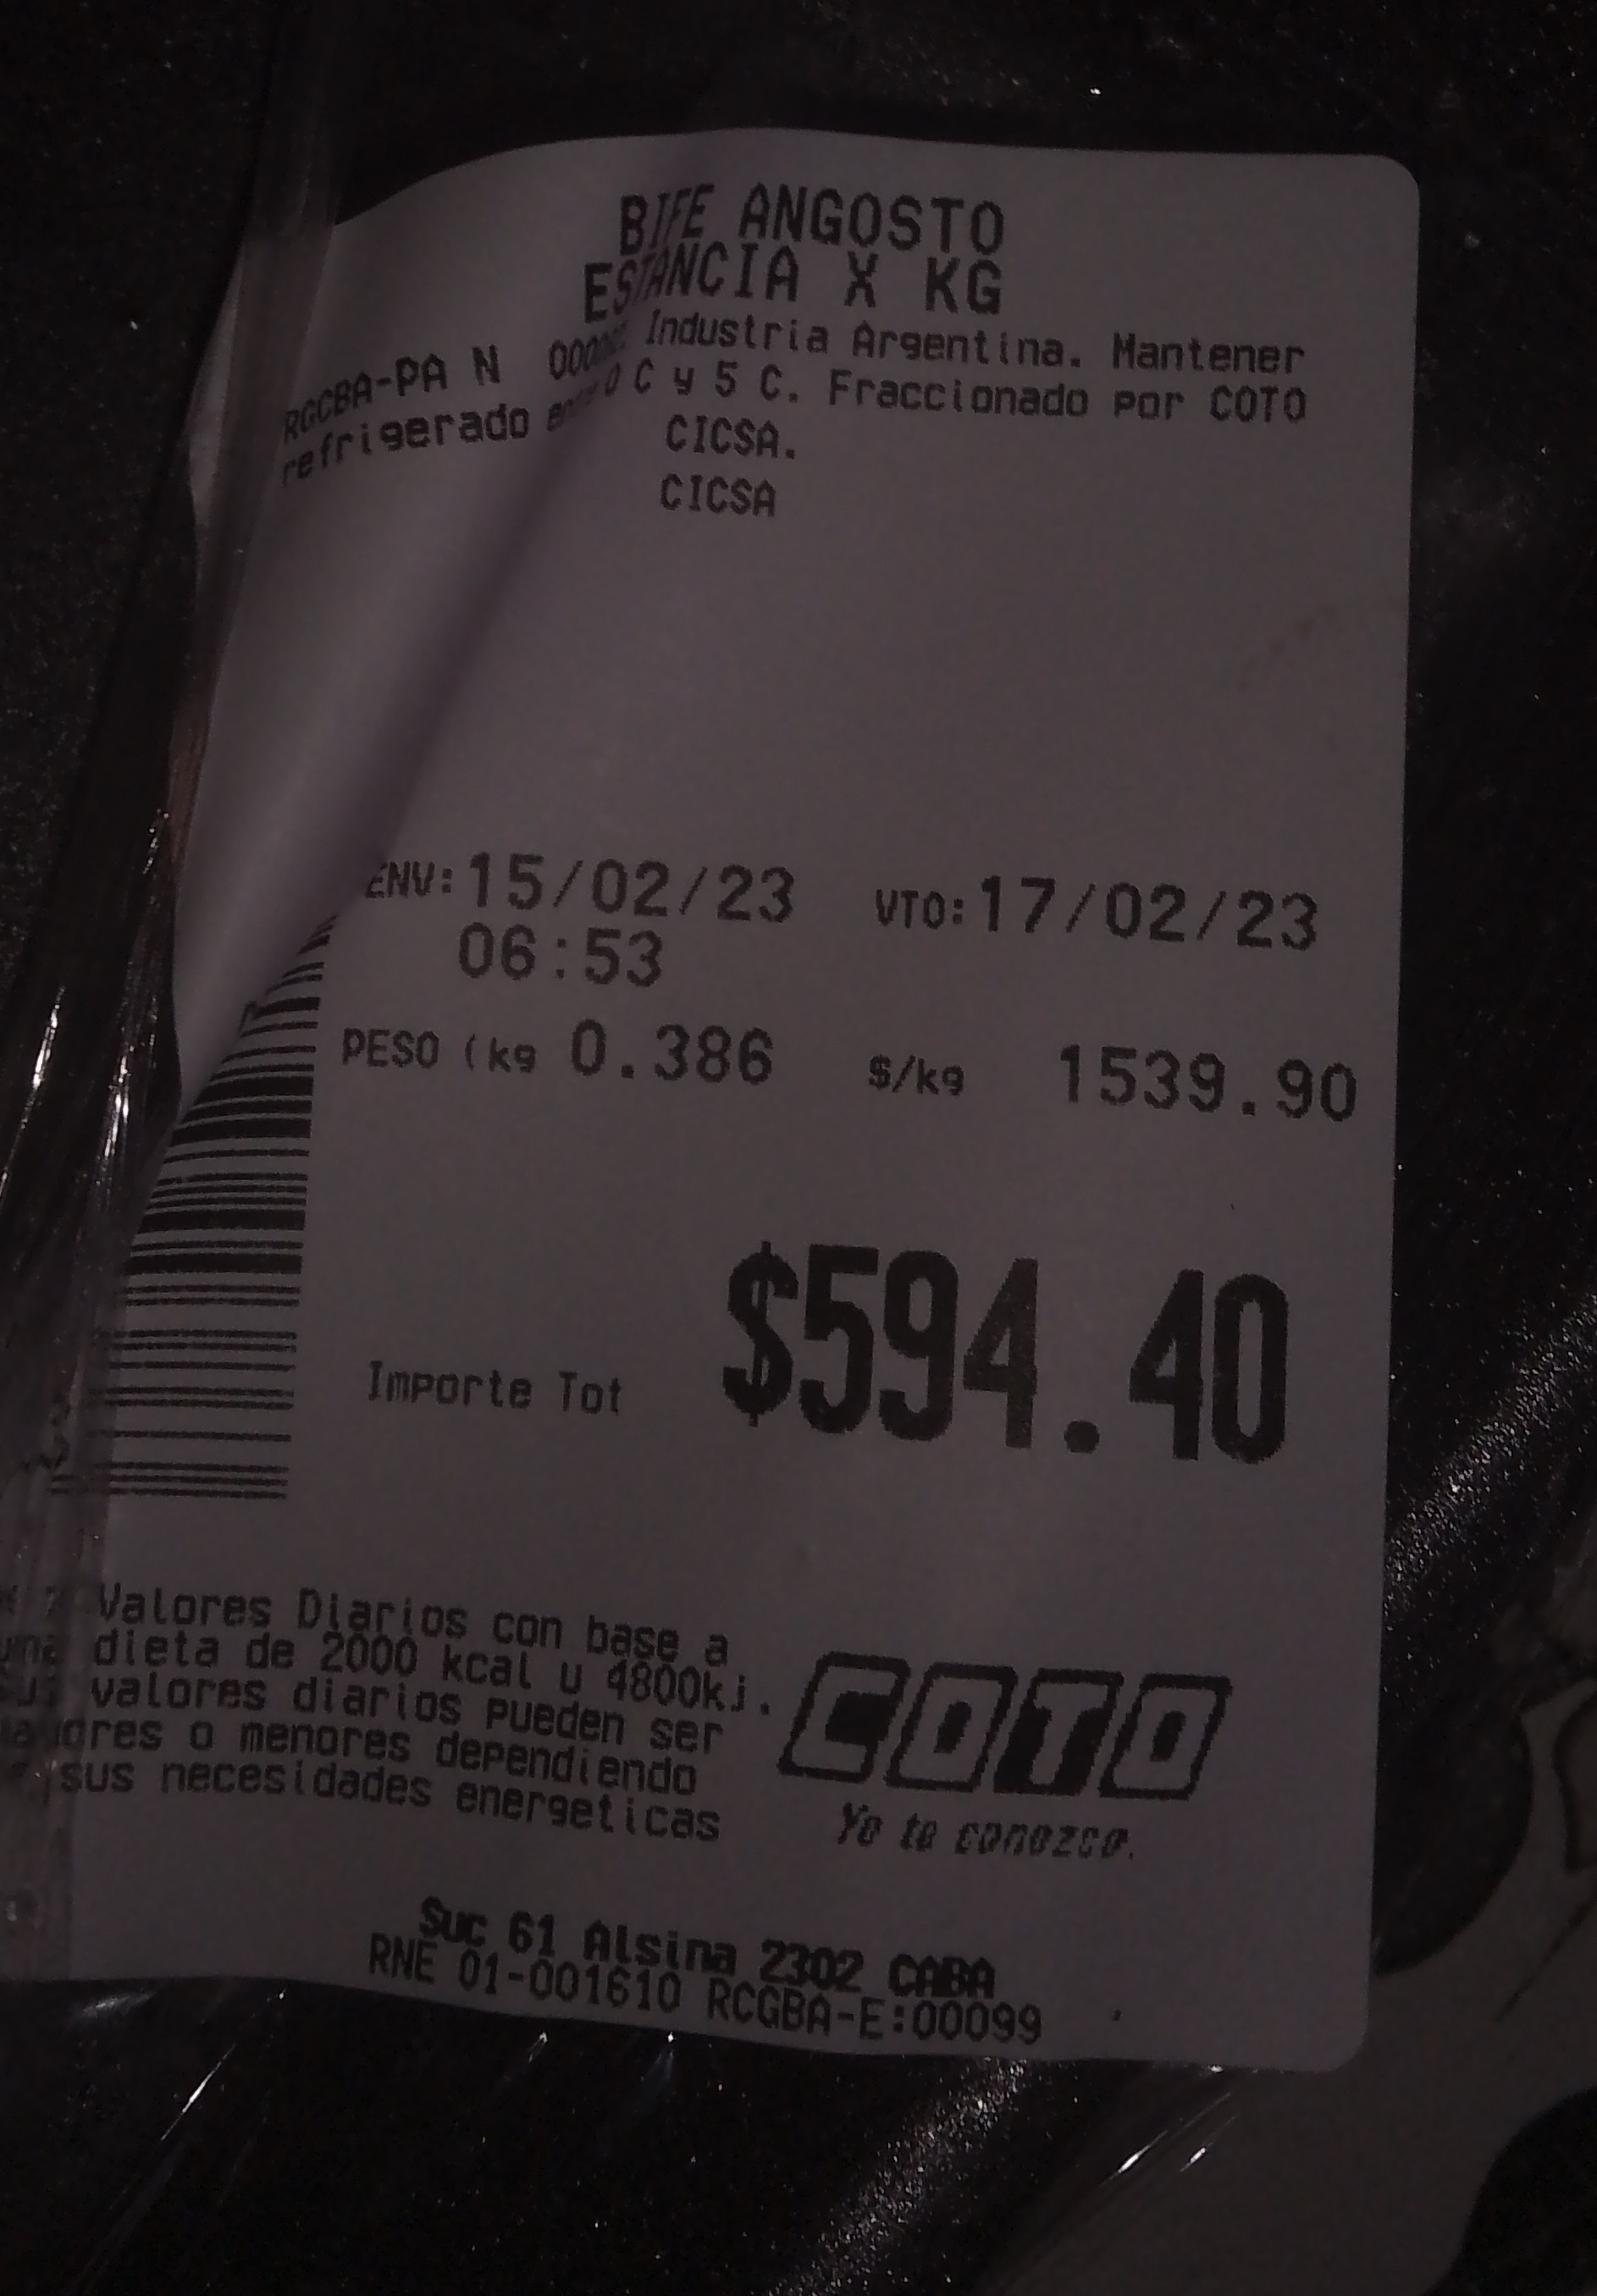 BIFE ANGOSTO
ESTANCIA X KG
RGCBA-PA N Industria Argentina. Mantener
refrigerado 0 C y 5 C. Fraccionado por COTO
CICSA.
CICSA
ENV: 15/02/23 VTO: 17/02/23
06:53
PESO (kg 0.386 $/kg 1539.90
Importe Tot $594.40
Valores Diarios con base a
una dieta de 2000 kcal u 4800kj.
valores diarios pueden ser
mayores o menores dependiendo
sus necesidades energeticas
COTO
Yo te conozco.
Suc 61 Alsina 2302 CABA
RNE 01-001610 RCGBA-E:00099